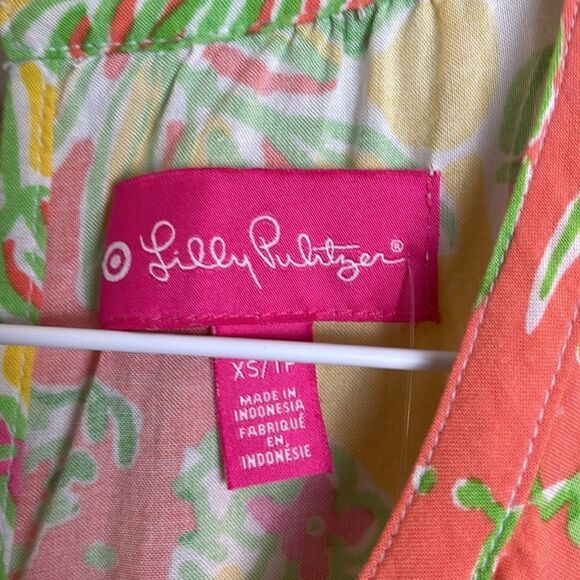 Lilly Pulitzer®
XS/TP
MADE IN
INDONESIA
FABRIQUÉ
EN
INDONÉSIE